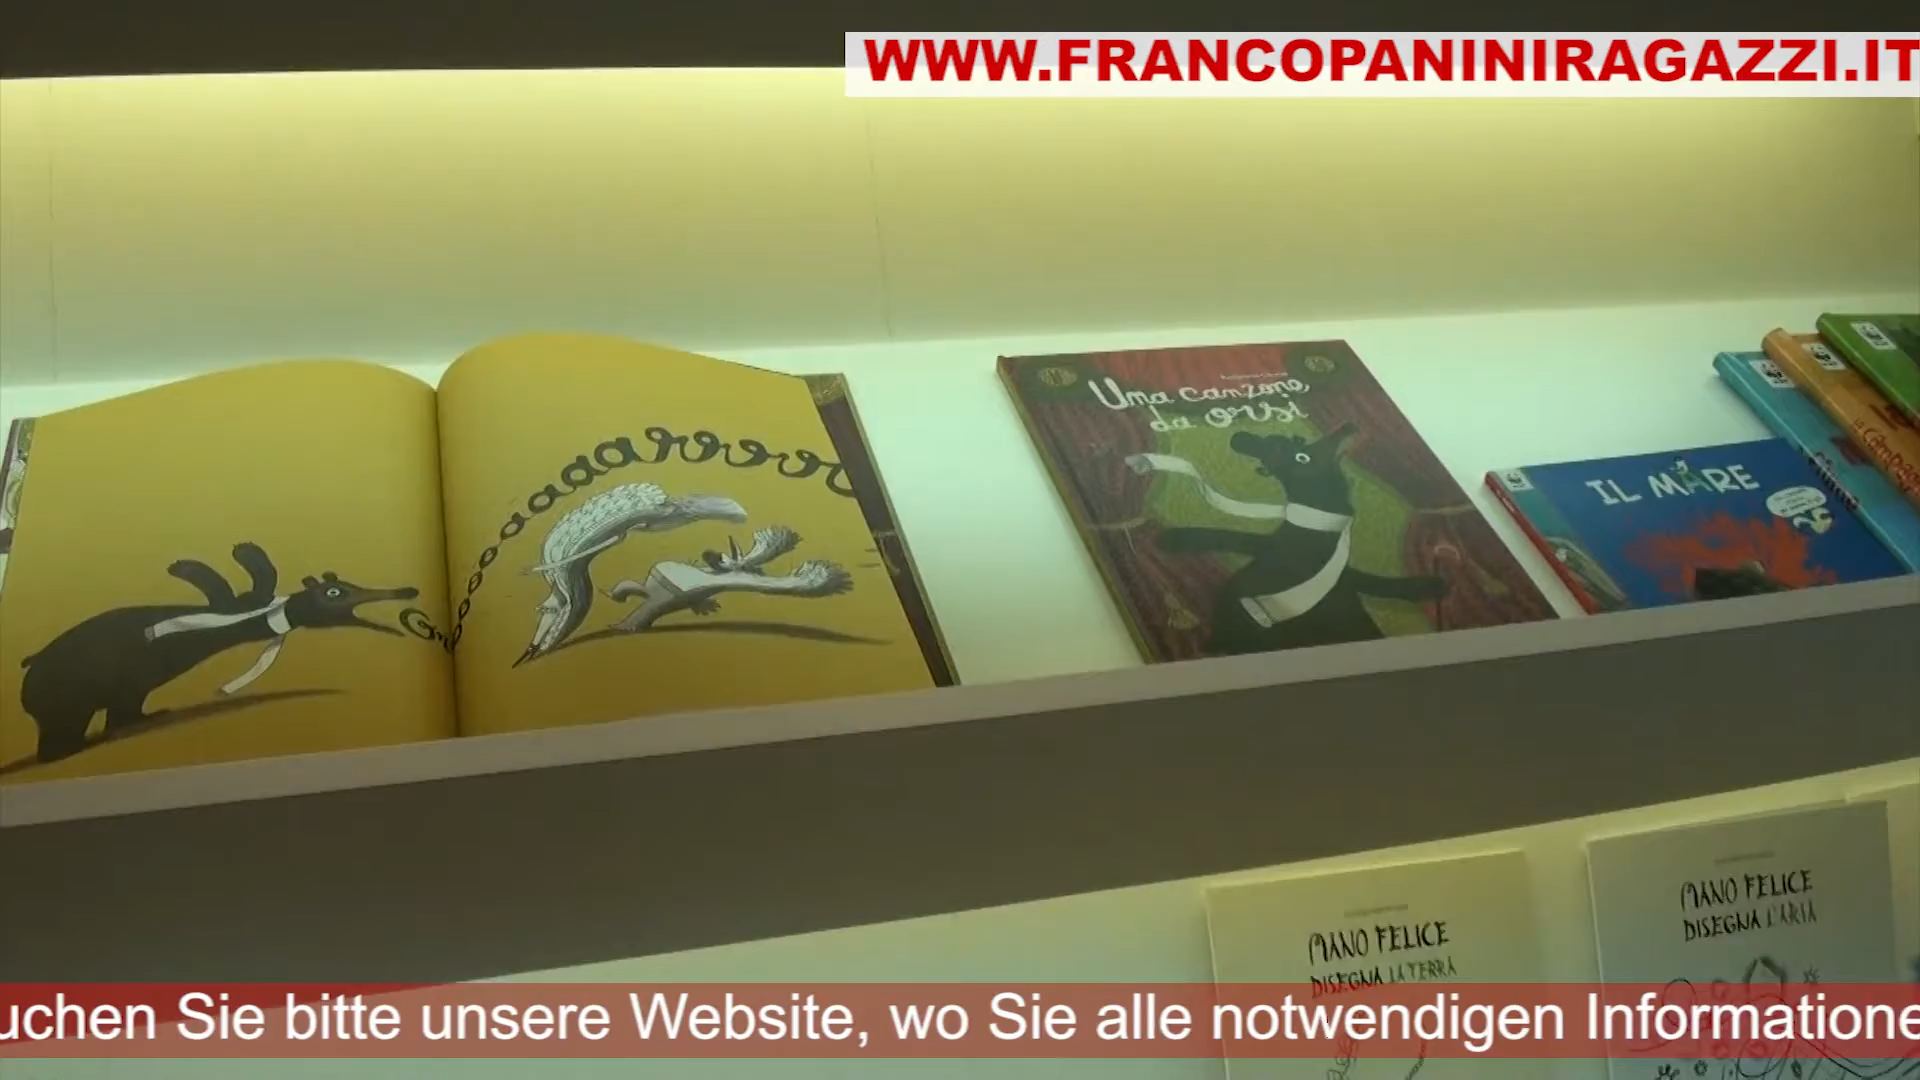 WWW.FRANCOPANINIRAGAZZI.IT
Una canzone
da orsi
IL MARE
MANO FELICE
DISEGNA L'ARIA
MANO FELICE
DISEGNA LA TERRA
uchen Sie bitte unsere Website, wo Sie alle notwendigen Informatione